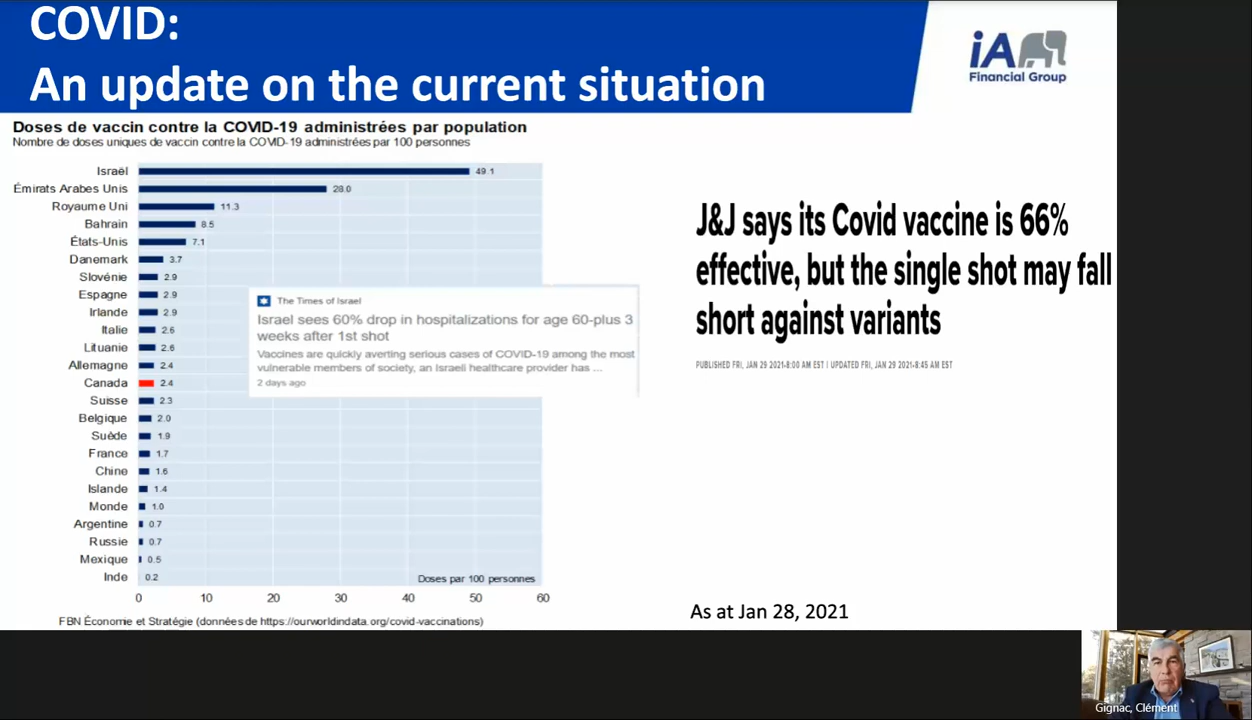 COVID:
An update on the current situation
iA
Financial Group
Doses de vaccin contre la COVID-19 administrées par population
Nombre de doses uniques de vaccin contre la COVID-19 administrées par 100 personnes
Israël 49.1
Émirats Arabes Unis 28.0
Royaume Uni 11.3
Bahrain 8.5
États-Unis 7.1
Danemark 3.7
Slovénie 2.9
Espagne 2.9
Irlande 2.9
Italie 2.6
Lituanie 2.6
Allemagne 2.4
Canada 2.4
Suisse 2.3
Belgique 2.0
Suède 1.9
France 1.7
Chine 1.6
Islande 1.4
Monde 1.0
Argentine 0.7
Russie 0.7
Mexique 0.5
Inde 0.2
Doses par 100 personnes
0 10 20 30 40 50 60
FBN Économie et Stratégie (données de https://ourworldindata.org/covid-vaccinations)
The Times of Israel
Israel sees 60% drop in hospitalizations for age 60-plus 3
weeks after 1st shot
Vaccines are quickly averting serious cases of COVID-19 among the most
vulnerable members of society, an Israeli healthcare provider has ...
2 days ago
J&J says its Covid vaccine is 66%
effective, but the single shot may fall
short against variants
PUBLISHED FRI, JAN 29 2021-8:00 AM EST | UPDATED FRI, JAN 29 2021-8:45 AM EST
As at Jan 28, 2021
Gignac, Clément